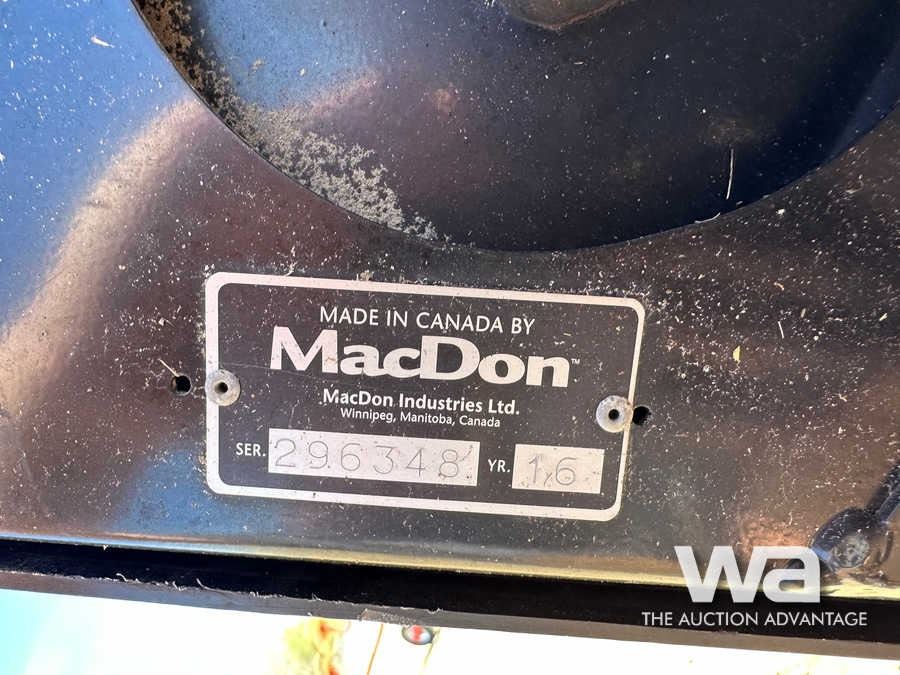 MADE IN CANADA BY
MacDon™
MacDon Industries Ltd.
Winnipeg, Manitoba, Canada
SER. 296348 YR. 16
wa
THE AUCTION ADVANTAGE